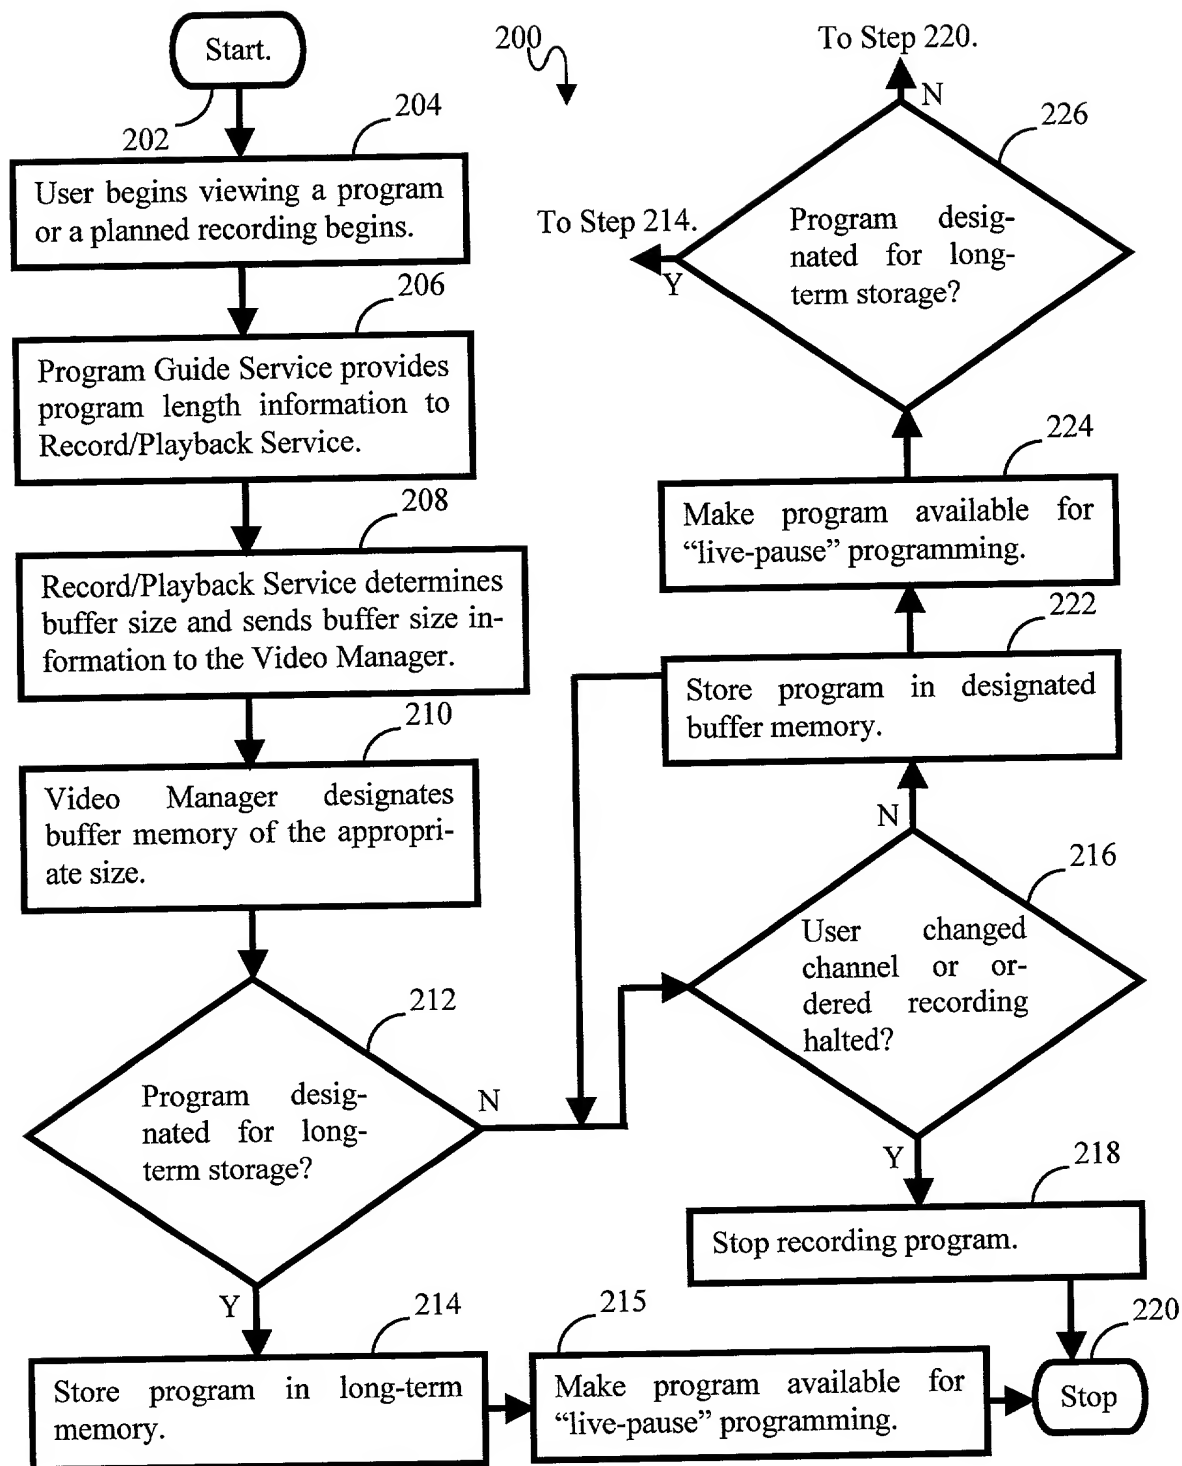 Start.
202
204
User begins viewing a program
or a planned recording begins.
206
Program Guide Service provides
program length information to
Record/Playback Service.
208
Record/Playback Service determines
buffer size and sends buffer size in-
formation to the Video Manager.
210
Video Manager designates
buffer memory of the appropri-
ate size.
212
Program desig-
nated for long-
term storage?
N
Y
214
Store program in long-term
memory.
215
Make program available for
“live-pause” programming.
200
To Step 220.
N
226
Program desig-
nated for long-
term storage?
To Step 214.
Y
224
Make program available for
“live-pause” programming.
222
Store program in designated
buffer memory.
N
216
User changed
channel or or-
dered recording
halted?
Y
218
Stop recording program.
220
Stop